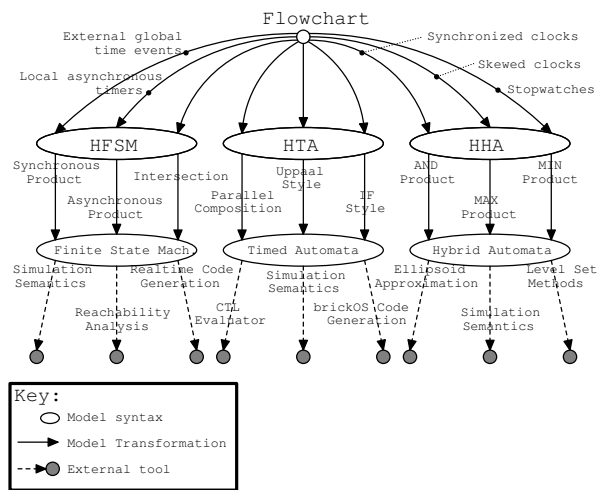 Flowchart
External global
time events
Synchronized clocks
Skewed clocks
Local asynchronous
timers
Stopwatches
HFSM
HTA
HHA
Synchronous
Product
Asynchronous
Product
Intersection
Parallel
Composition
Uppaal
Style
IF
Style
AND
Product
MAX
Product
MIN
Product
Finite State Mach.
Timed Automata
Hybrid Automata
Simulation
Semantics
Reachability
Analysis
Realtime Code
Generation
CTL
Evaluator
Simulation
Semantics
brickOS Code
Generation
Ellipsoid
Approximation
Simulation
Semantics
Level Set
Methods
Key:
Model syntax
Model Transformation
External tool